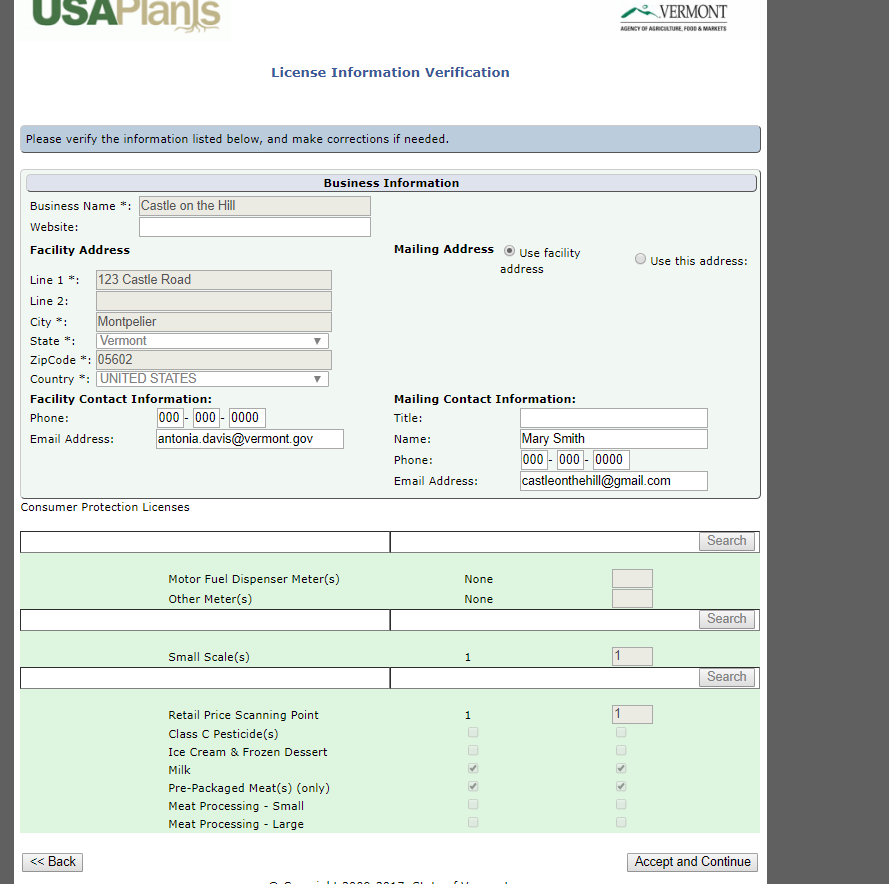 USAPlants
VERMONT
AGENCY OF AGRICULTURE, FOOD & MARKETS
License Information Verification
Please verify the information listed below, and make corrections if needed.
Business Information
Business Name *: Castle on the Hill
Website:
Facility Address
Mailing Address Use facility address Use this address:
Line 1 *: 123 Castle Road
Line 2:
City *: Montpelier
State *: Vermont
ZipCode *: 05602
Country *: UNITED STATES
Facility Contact Information: Mailing Contact Information:
Phone: 000 - 000 - 0000 Title:
Email Address: antonia.davis@vermont.gov Name: Mary Smith
Phone: 000 - 000 - 0000
Email Address: castleonthehill@gmail.com
Consumer Protection Licenses
Search
Motor Fuel Dispenser Meter(s) None
Other Meter(s) None
Search
Small Scale(s) 1 1
Search
Retail Price Scanning Point 1 1
Class C Pesticide(s)
Ice Cream & Frozen Dessert
Milk
Pre-Packaged Meat(s) (only)
Meat Processing - Small
Meat Processing - Large
<< Back Accept and Continue